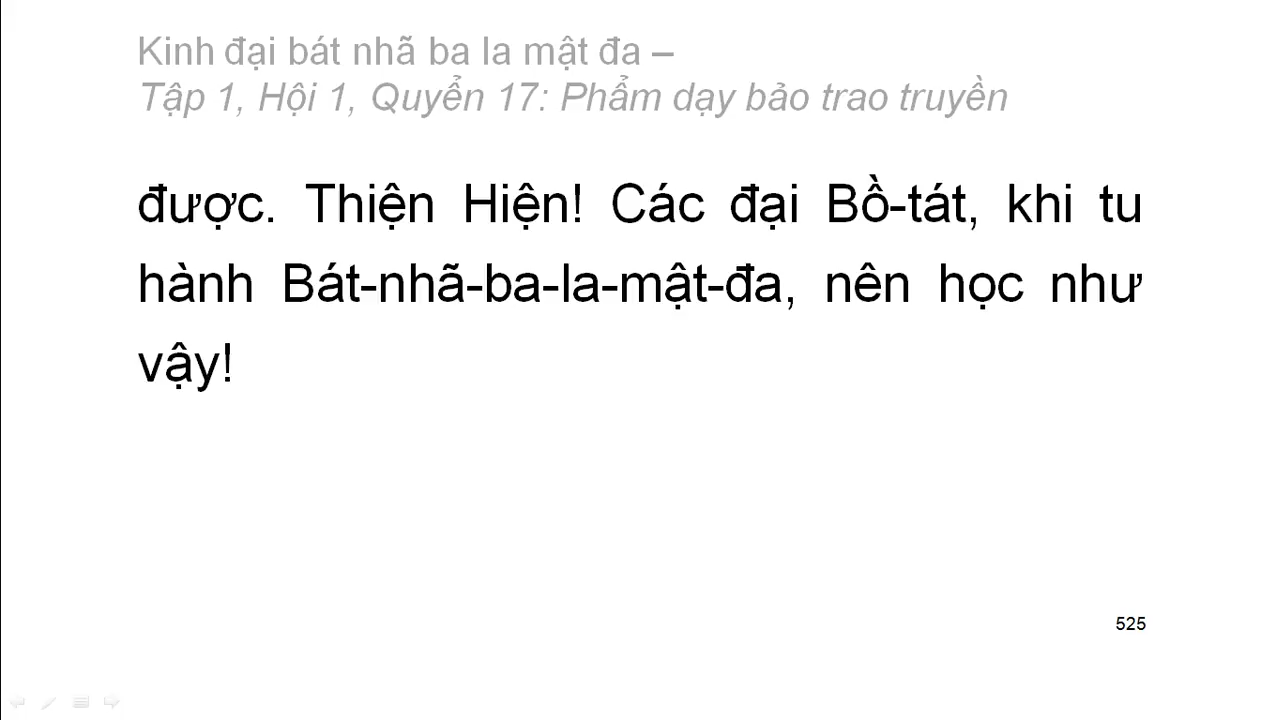 Kinh đại bát nhã ba la mật đa –
Tập 1, Hội 1, Quyển 17: Phẩm dạy bảo trao truyền
được. Thiện Hiện! Các đại Bồ-tát, khi tu
hành Bát-nhã-ba-la-mật-đa, nên học như
vậy!
525